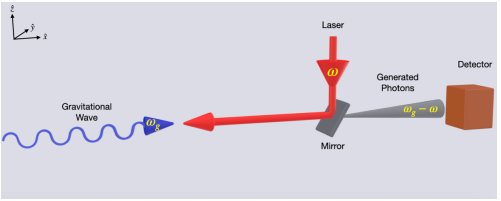 ẑ
ŷ
x̂
Laser
ω
Generated
Photons
Detector
Gravitational
Wave
ω_g
ω_g − ω
Mirror